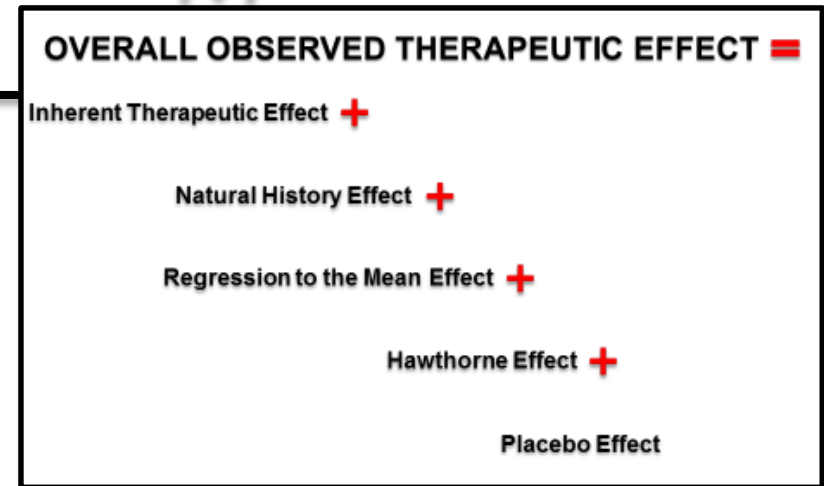 OVERALL OBSERVED THERAPEUTIC EFFECT =
Inherent Therapeutic Effect +
Natural History Effect +
Regression to the Mean Effect +
Hawthorne Effect +
Placebo Effect